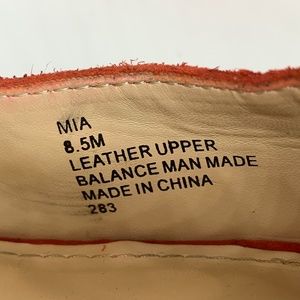 MIA
8.5M
LEATHER UPPER
BALANCE MAN MADE
MADE IN CHINA
283